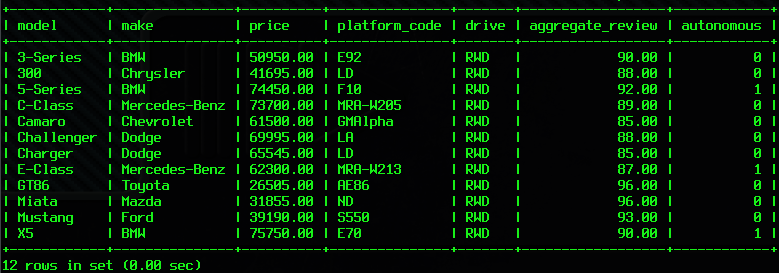 +-------------+---------------+----------+---------------+-------+------------------+------------+
| model | make | price | platform_code | drive | aggregate_review | autonomous |
+-------------+---------------+----------+---------------+-------+------------------+------------+
| 3-Series | BMW | 50950.00 | E92 | RWD | 90.00 | 0 |
| 300 | Chrysler | 41695.00 | LD | RWD | 88.00 | 0 |
| 5-Series | BMW | 74450.00 | F10 | RWD | 92.00 | 1 |
| C-Class | Mercedes-Benz | 73700.00 | MRA-W205 | RWD | 89.00 | 0 |
| Camaro | Chevrolet | 61500.00 | GMAlpha | RWD | 85.00 | 0 |
| Challenger | Dodge | 69995.00 | LA | RWD | 88.00 | 0 |
| Charger | Dodge | 65545.00 | LD | RWD | 85.00 | 0 |
| E-Class | Mercedes-Benz | 62300.00 | MRA-W213 | RWD | 87.00 | 1 |
| GT86 | Toyota | 26505.00 | AE86 | RWD | 96.00 | 0 |
| Miata | Mazda | 31855.00 | ND | RWD | 96.00 | 0 |
| Mustang | Ford | 39190.00 | S550 | RWD | 93.00 | 0 |
| X5 | BMW | 75750.00 | E70 | RWD | 90.00 | 1 |
+-------------+---------------+----------+---------------+-------+------------------+------------+
12 rows in set (0.00 sec)